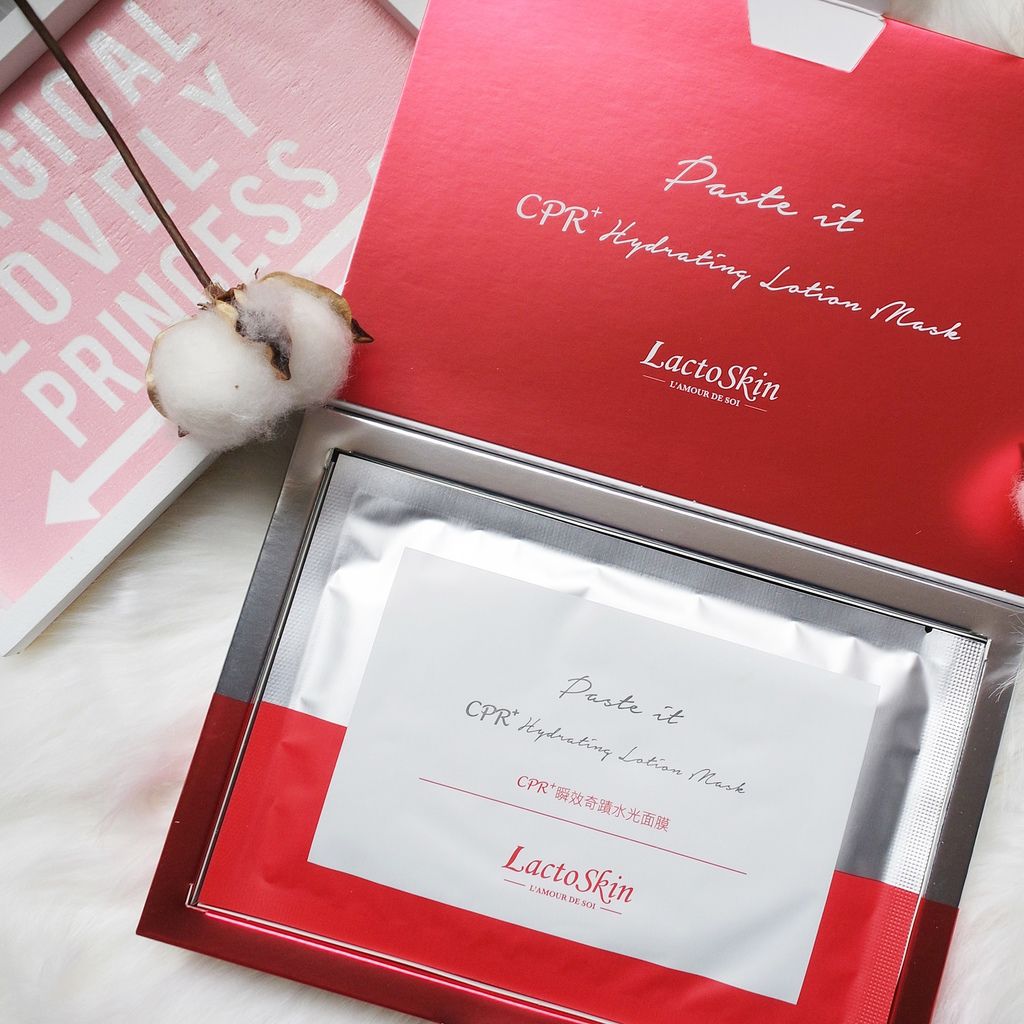 GICAL
LOVELY
PRINCESS
Paste it
CPR+ Hydrating Lotion Mask
LactoSkin
L'AMOUR DE SOI
Paste it
CPR+ Hydrating Lotion Mask
CPR+瞬效奇蹟水光面膜
LactoSkin
L'AMOUR DE SOI